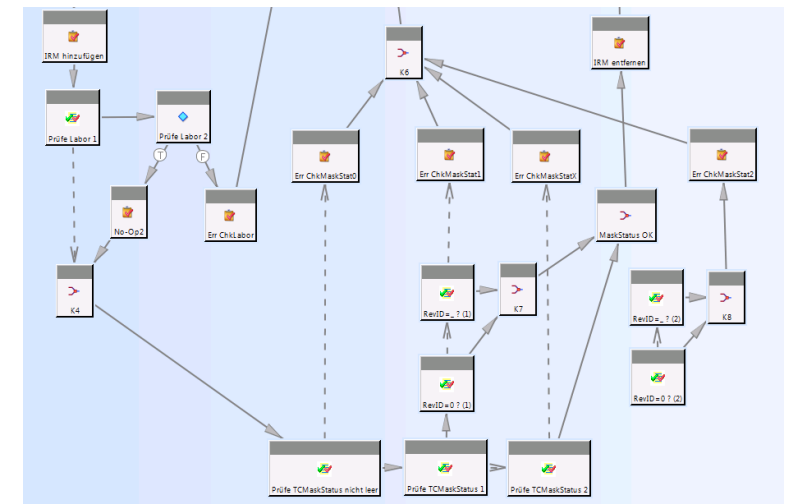 IRM hinzufügen
K6
IRM entfernen
Prüfe Labor 1
Prüfe Labor 2
T
F
Err ChkMaskStat0
Err ChkMaskStat1
Err ChkMaskStatX
Err ChkMaskStat2
No-Op2
Err ChkLabor
MaskStatus OK
K4
RevID=_ ? (1)
K7
RevID=_ ? (2)
K8
RevID=0 ? (1)
RevID=0 ? (2)
Prüfe TCMaskStatus nicht leer
Prüfe TCMaskStatus 1
Prüfe TCMaskStatus 2